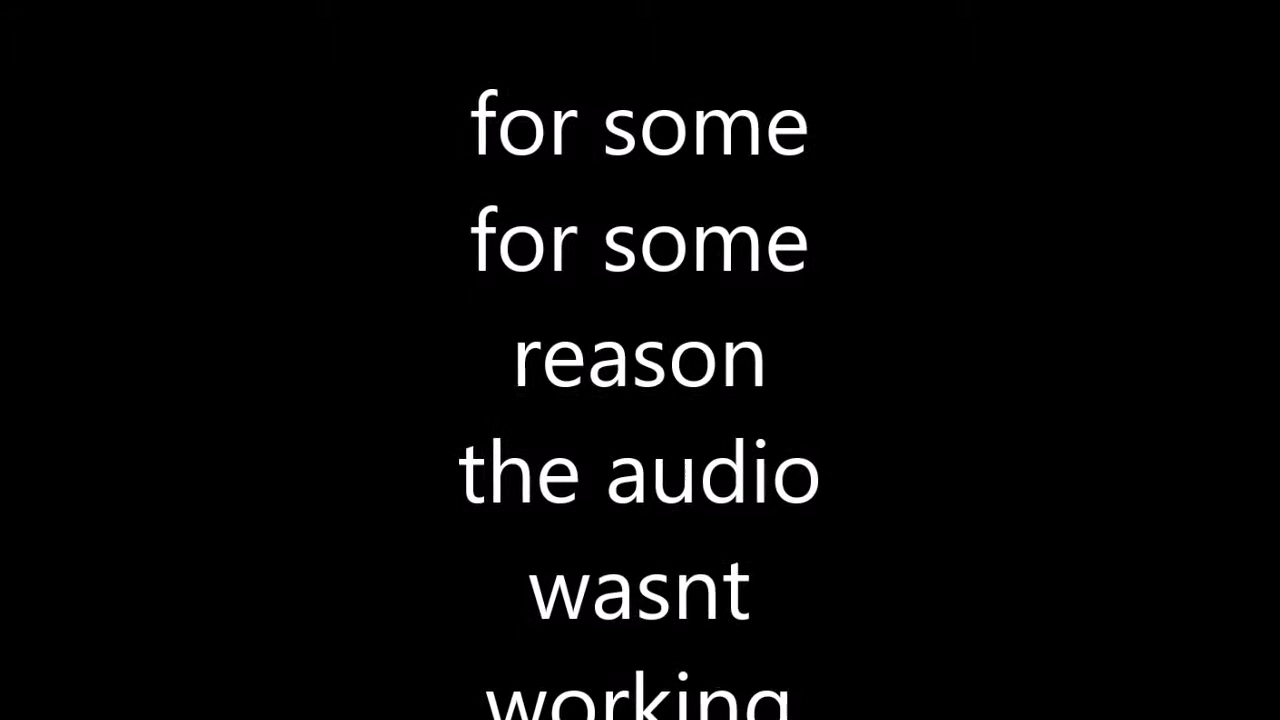 for some
for some
reason
the audio
wasnt
working